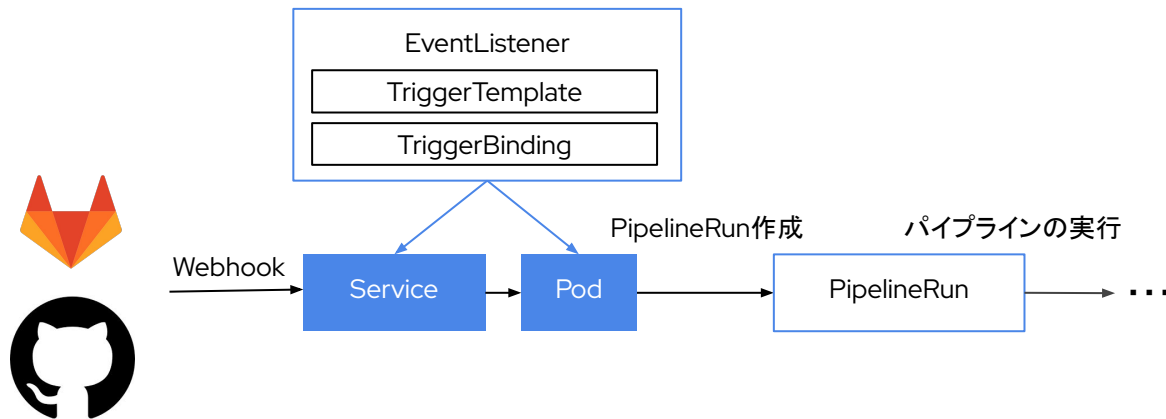 EventListener
TriggerTemplate
TriggerBinding
PipelineRun作成
パイプラインの実行
Webhook
Service
Pod
PipelineRun
...